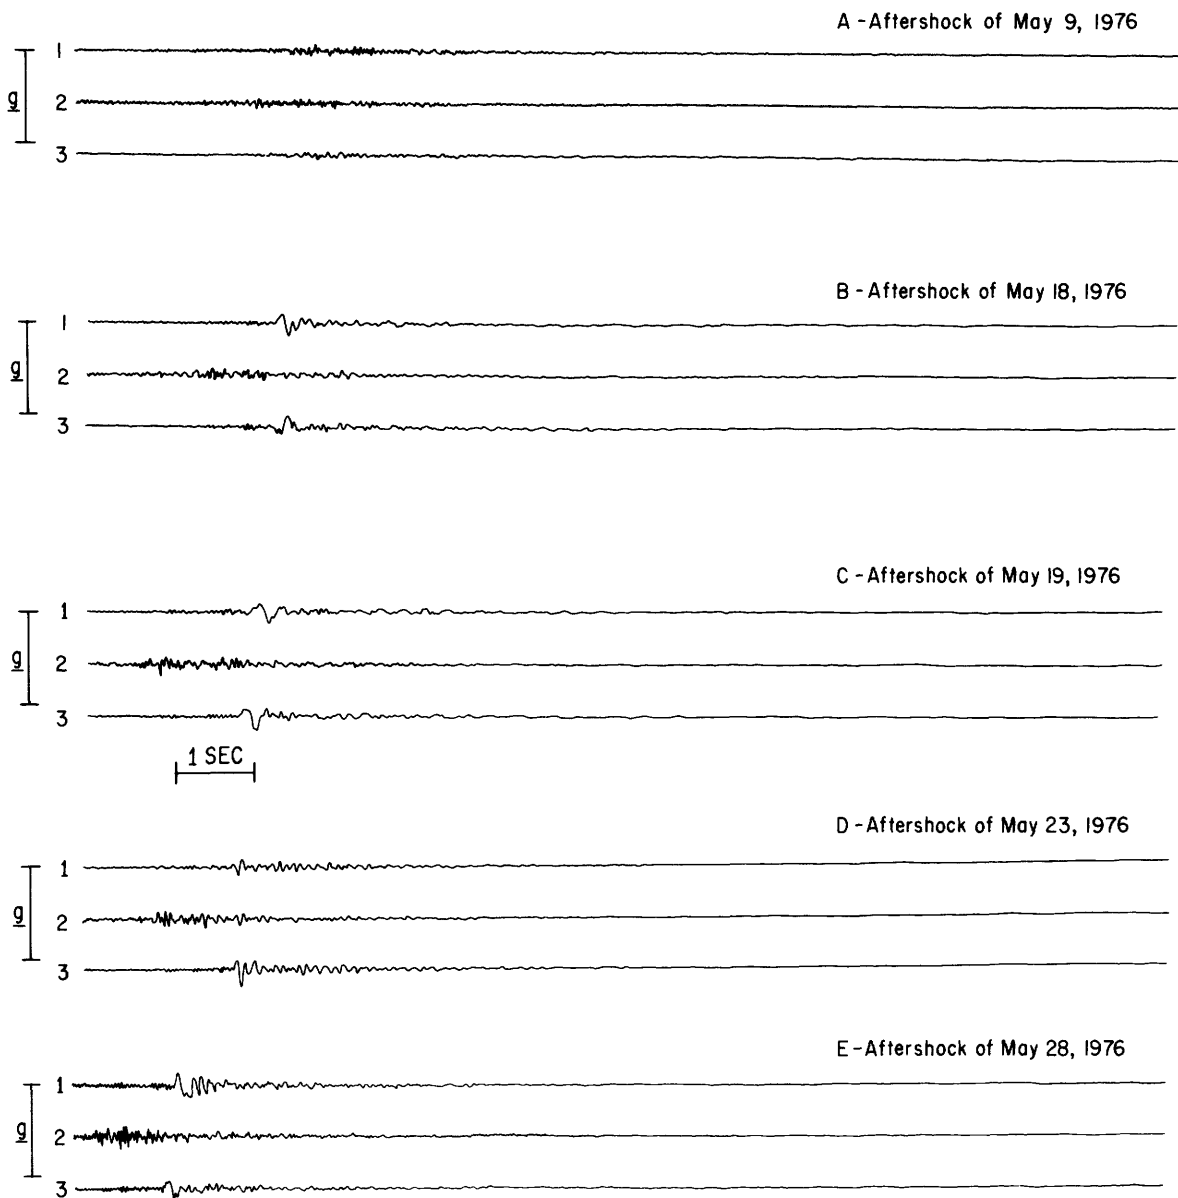 A - Aftershock of May 9, 1976
1
g
2
3
B - Aftershock of May 18, 1976
1
g
2
3
C - Aftershock of May 19, 1976
1
g
2
3
1 SEC
D - Aftershock of May 23, 1976
1
g
2
3
E - Aftershock of May 28, 1976
1
g
2
3